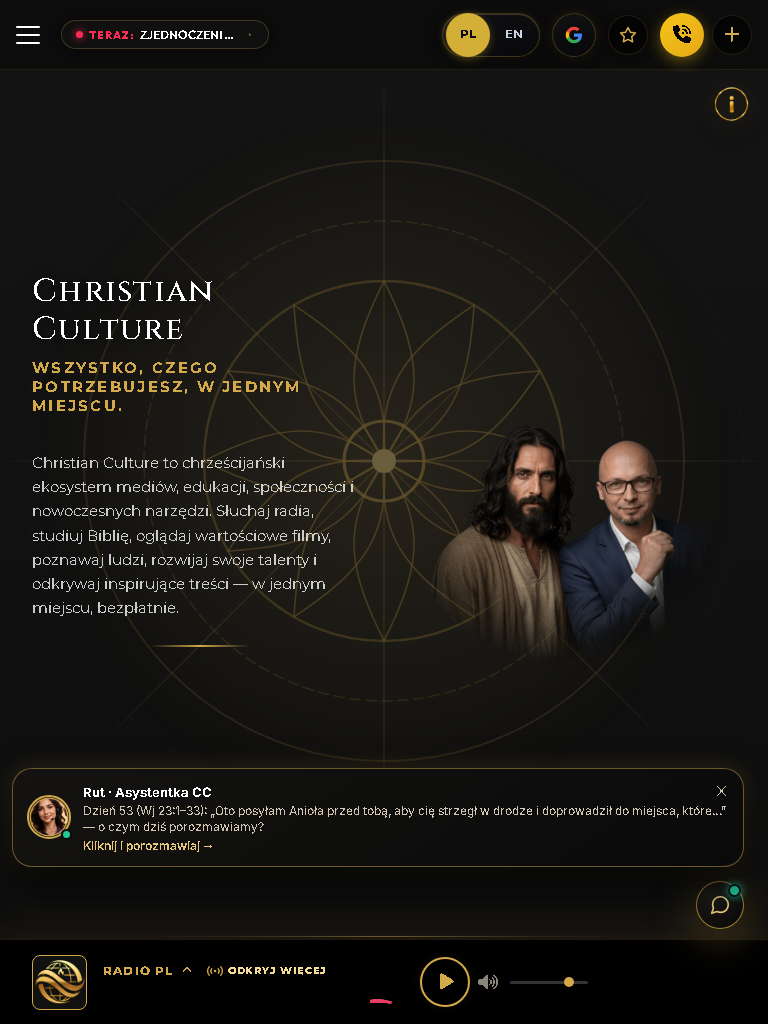 TERAZ: ZJEDNOCZENI...
PL EN
CHRISTIAN
CULTURE
WSZYSTKO, CZEGO
POTRZEBUJESZ, W JEDNYM
MIEJSCU.
Christian Culture to chrześcijański
ekosystem mediów, edukacji, społeczności i
nowoczesnych narzędzi. Słuchaj radia,
studiuj Biblię, oglądaj wartościowe filmy,
poznawaj ludzi, rozwijaj swoje talenty i
odkrywaj inspirujące treści — w jednym
miejscu, bezpłatnie.
Rut · Asystentka CC
Dzień 53 (Wj 23:1–33): „Oto posyłam Anioła przed tobą, aby cię strzegł w drodze i doprowadził do miejsca, które…”
— o czym dziś porozmawiamy?
Kliknij i porozmawiaj →
RADIO PL ODKRYJ WIĘCEJ